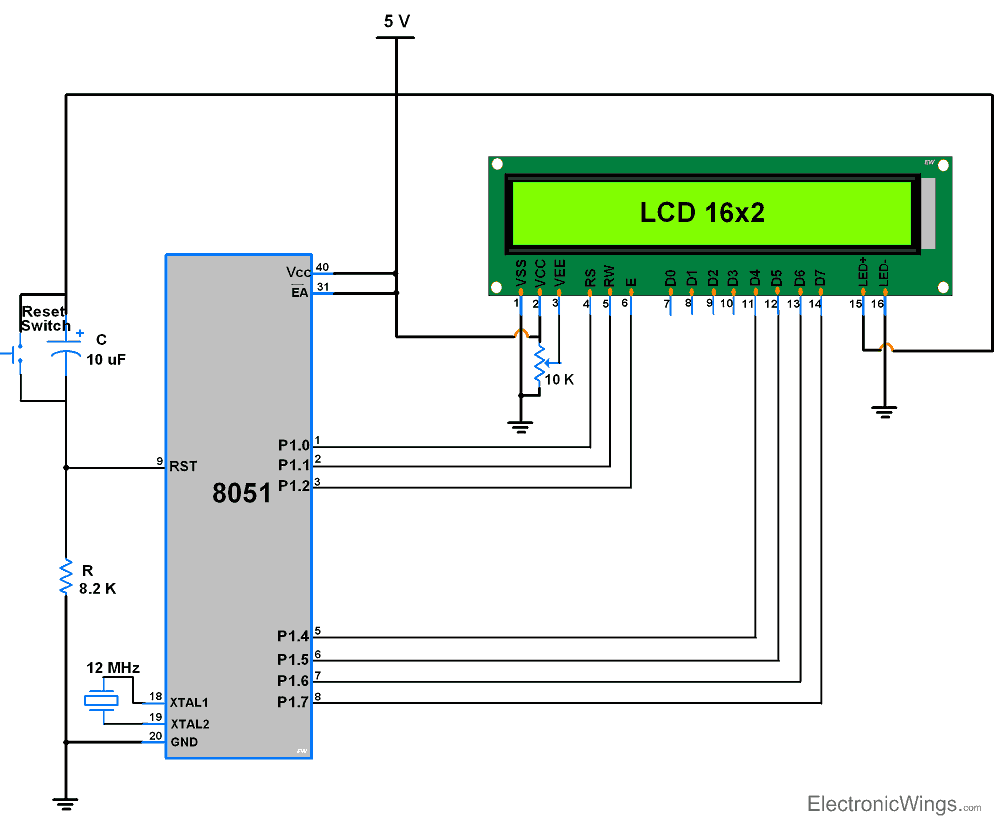 5 V
EW
LCD 16x2
VSS VCC VEE RS RW E D0 D1 D2 D3 D4 D5 D6 D7 LED+ LED-
1 2 3 4 5 6 7 8 9 10 11 12 13 14 15 16
Vcc 40
EA 31
Reset
Switch
+
C
10 uF
10 K
P1.0 1
P1.1 2
P1.2 3
9 RST
8051
R
8.2 K
P1.4 5
P1.5 6
P1.6 7
P1.7 8
12 MHz
18 XTAL1
19 XTAL2
20 GND
EW
ElectronicWings.com